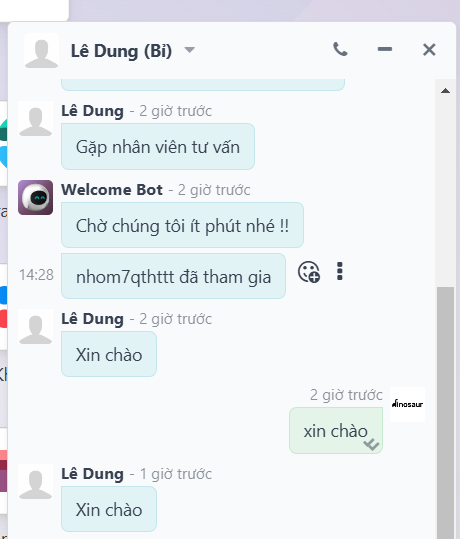 Lê Dung (Bỉ)
Lê Dung - 2 giờ trước
Gặp nhân viên tư vấn
Welcome Bot - 2 giờ trước
Chờ chúng tôi ít phút nhé !!
14:28 nhom7qthttt đã tham gia
Lê Dung - 2 giờ trước
Xin chào
2 giờ trước
dinosaur
xin chào
Lê Dung - 1 giờ trước
Xin chào